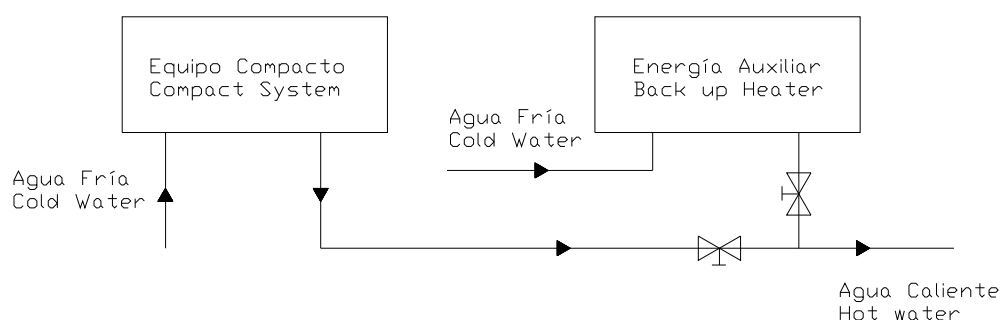 Equipo Compacto
Compact System
Energía Auxiliar
Back up Heater
Agua Fría
Cold Water
Agua Fría
Cold Water
Agua Caliente
Hot water